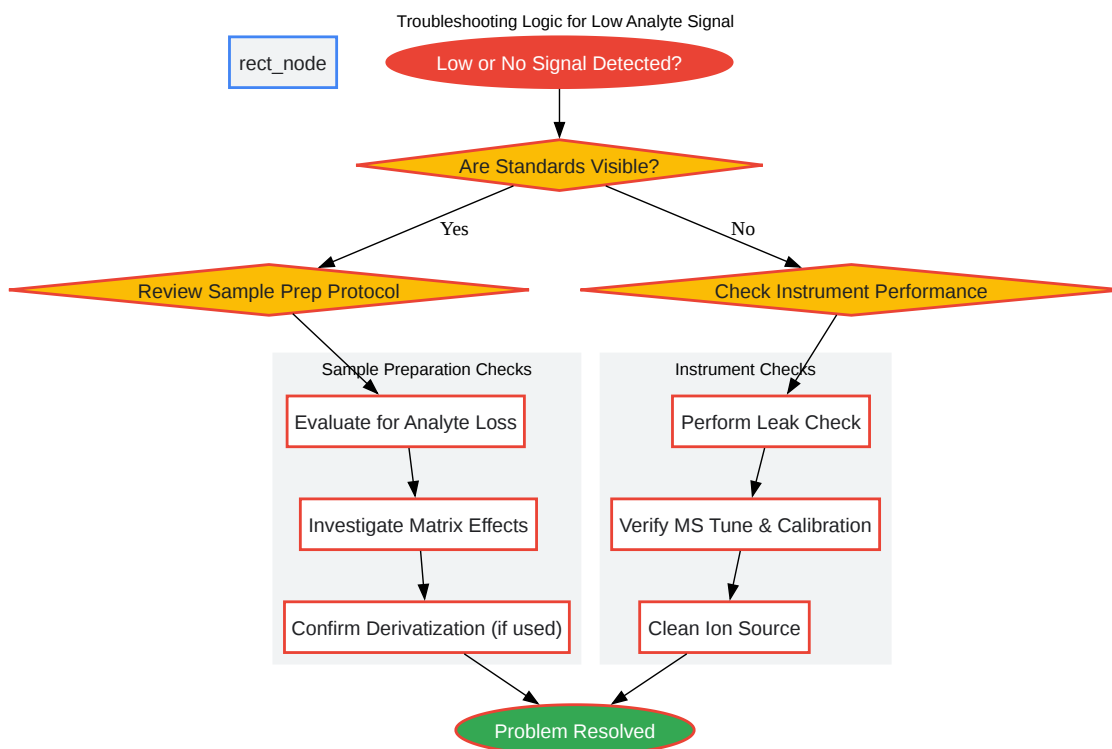 Troubleshooting Logic for Low Analyte Signal
rect_node
Low or No Signal Detected?
Are Standards Visible?
Yes
No
Review Sample Prep Protocol
Check Instrument Performance
Sample Preparation Checks
Instrument Checks
Evaluate for Analyte Loss
Perform Leak Check
Investigate Matrix Effects
Verify MS Tune & Calibration
Confirm Derivatization (if used)
Clean Ion Source
Problem Resolved